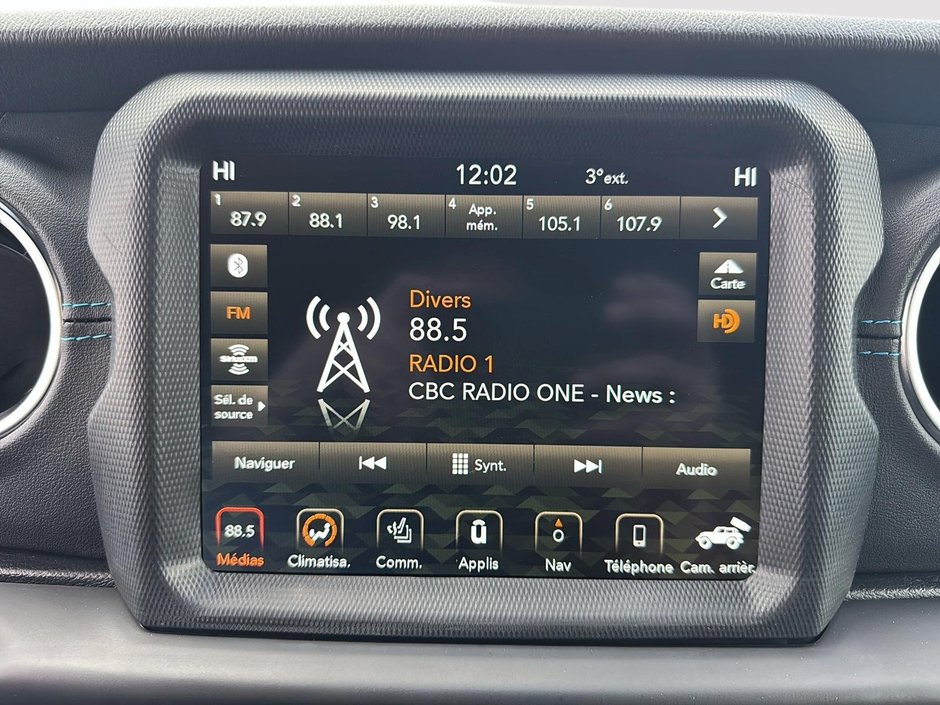 HI 12:02 3°ext. HI
1 87.9 2 88.1 3 98.1 4 App. mém. 5 105.1 6 107.9
Carte
FM
HD
Divers
88.5
SiriusXM
RADIO 1
CBC RADIO ONE - News :
Sél. de
source
Naviguer Synt. Audio
88.5
Médias Climatisa. Comm. Applis Nav Téléphone Cam. arrièr.